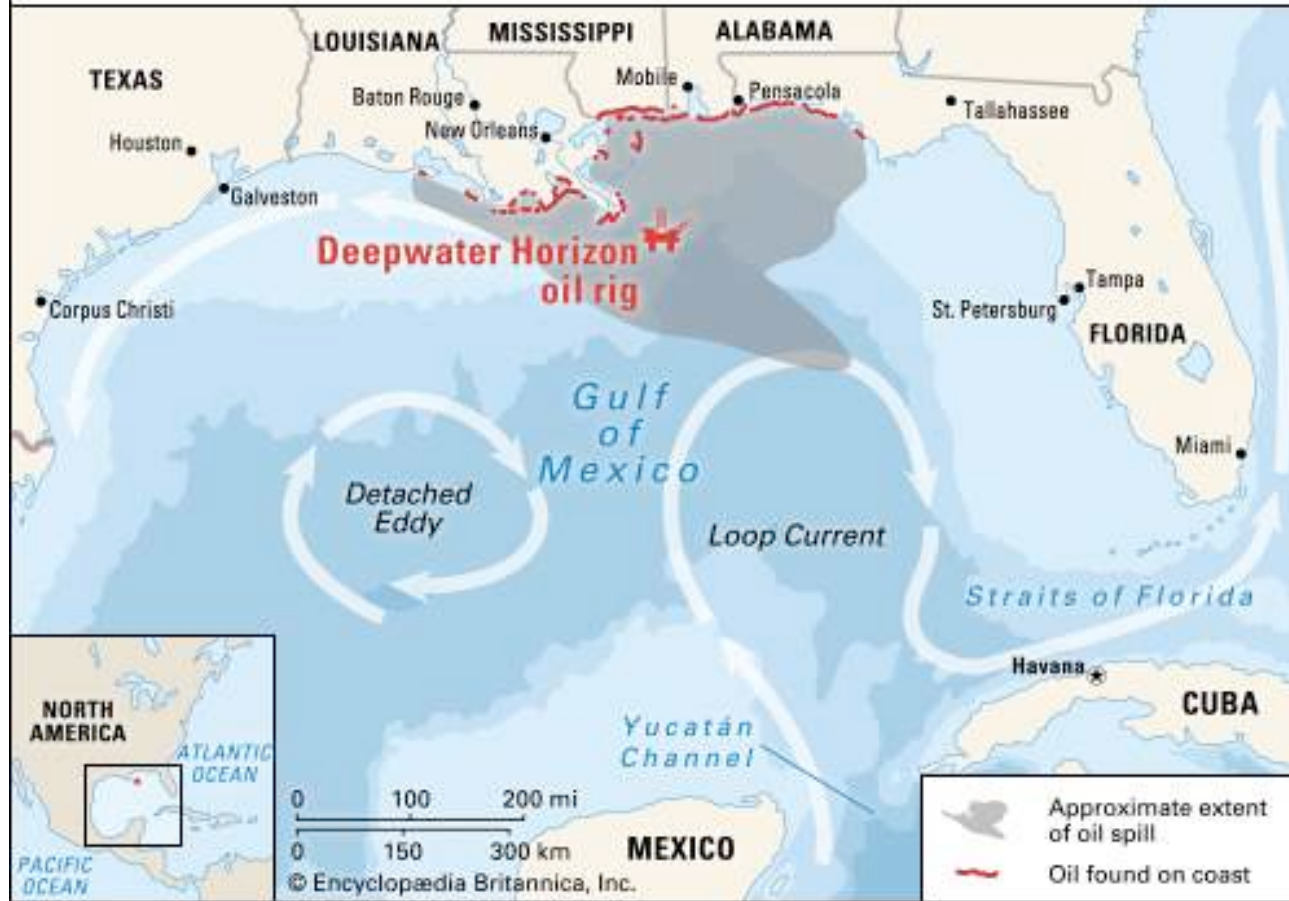 LOUISIANA
MISSISSIPPI
ALABAMA
TEXAS
Mobile
Pensacola
Baton Rouge
Tallahassee
New Orleans
Houston
Galveston
Deepwater Horizon
oil rig
Corpus Christi
Tampa
St. Petersburg
FLORIDA
Gulf
of
Mexico
Miami
Detached
Eddy
Loop Current
Straits of Florida
Havana
CUBA
Yucatán
Channel
MEXICO
NORTH
AMERICA
ATLANTIC
OCEAN
PACIFIC
OCEAN
0 100 200 mi
0 150 300 km
© Encyclopædia Britannica, Inc.
Approximate extent
of oil spill
Oil found on coast